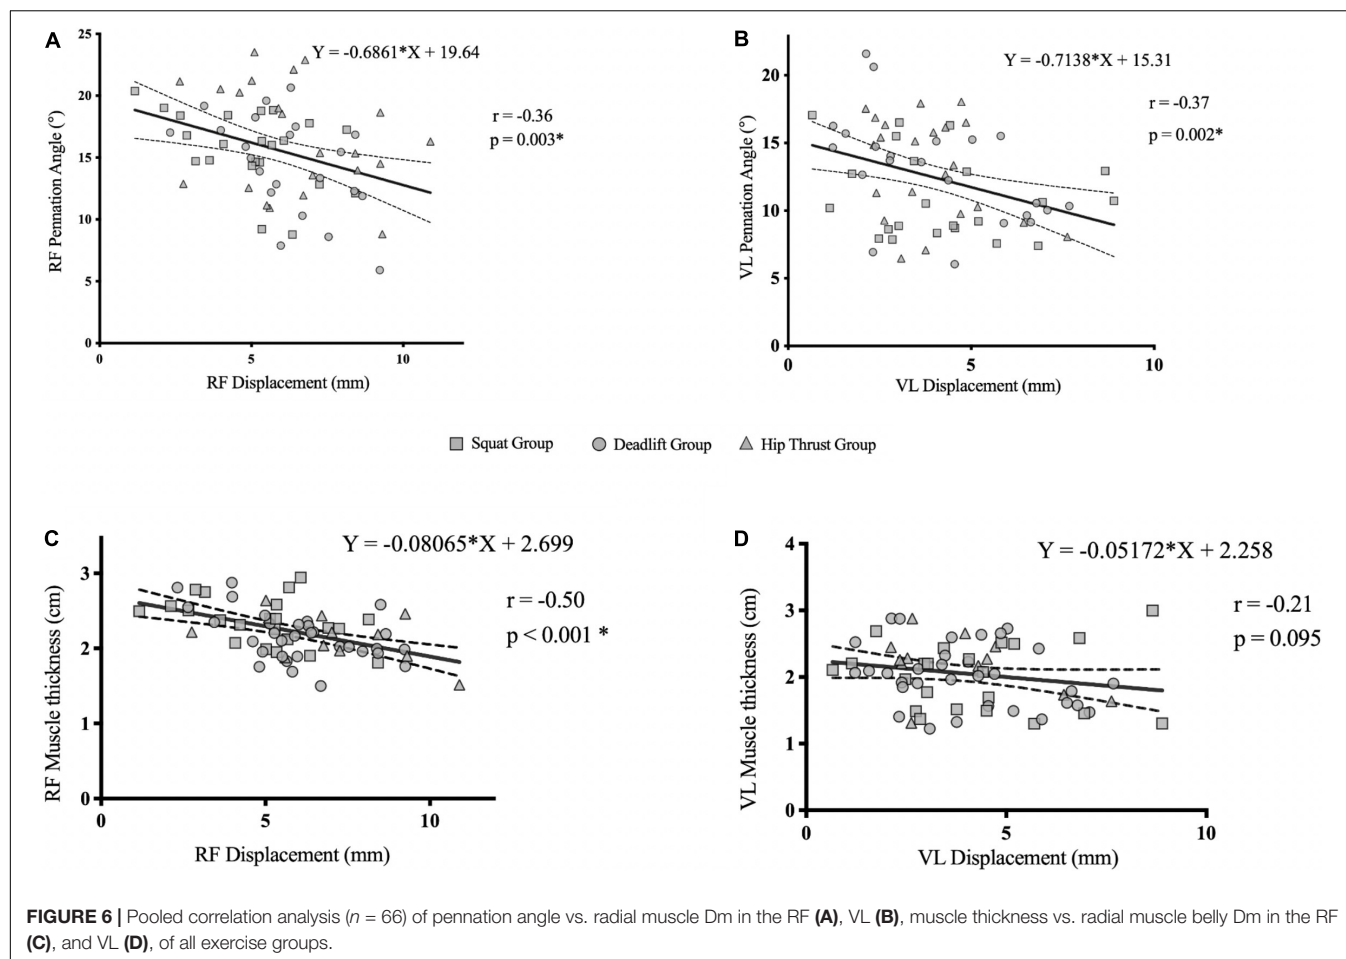 A
Y = -0.6861*X + 19.64
r = -0.36
p = 0.003*
RF Pennation Angle (°)
25
20
15
10
5
0
0 5 10
RF Displacement (mm)
B
Y = -0.7138*X + 15.31
r = -0.37
p = 0.002*
VL Pennation Angle (°)
20
15
10
5
0
0 5 10
VL Displacement (mm)
Squat Group Deadlift Group Hip Thrust Group
C
Y = -0.08065*X + 2.699
r = -0.50
p < 0.001 *
RF Muscle thickness (cm)
3
2
1
0
0 5 10
RF Displacement (mm)
D
Y = -0.05172*X + 2.258
r = -0.21
p = 0.095
VL Muscle thickness (cm)
4
3
2
1
0
0 5 10
VL Displacement (mm)
FIGURE 6 | Pooled correlation analysis (n = 66) of pennation angle vs. radial muscle Dm in the RF (A), VL (B), muscle thickness vs. radial muscle belly Dm in the RF
(C), and VL (D), of all exercise groups.